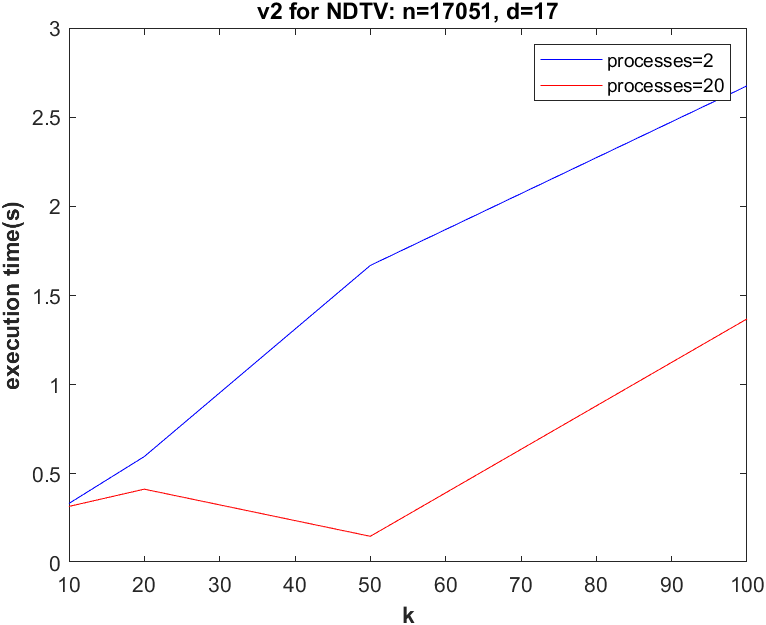 v2 for NDTV: n=17051, d=17
processes=2
processes=20
3
2.5
2
1.5
1
0.5
0
execution time(s)
10 20 30 40 50 60 70 80 90 100
k